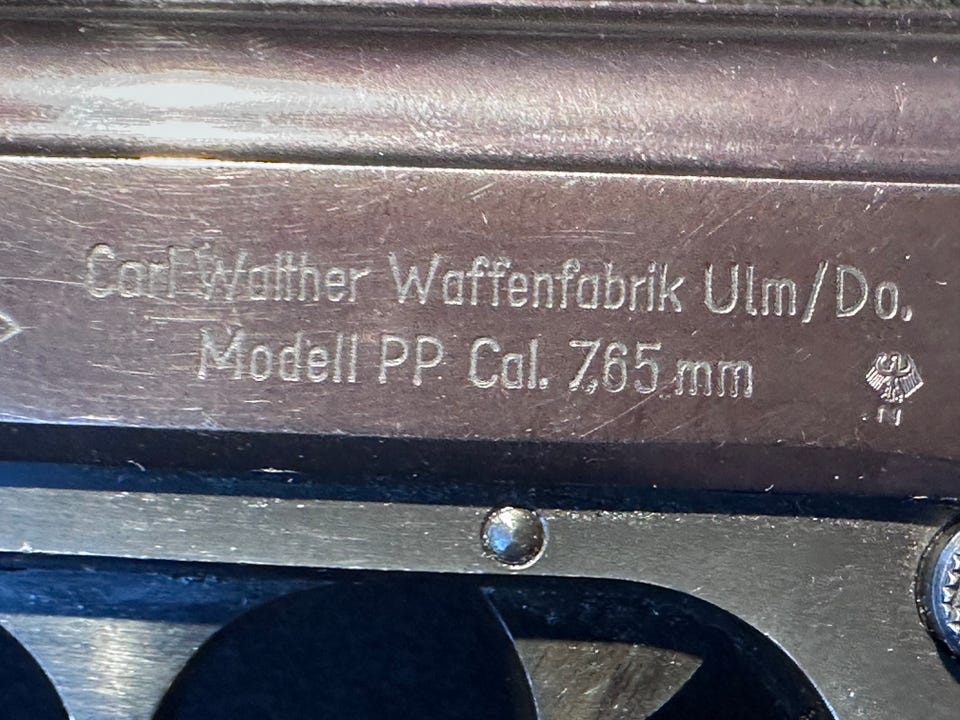 Carl Walther Waffenfabrik Ulm/Do.
Modell PP Cal. 7,65 mm
N